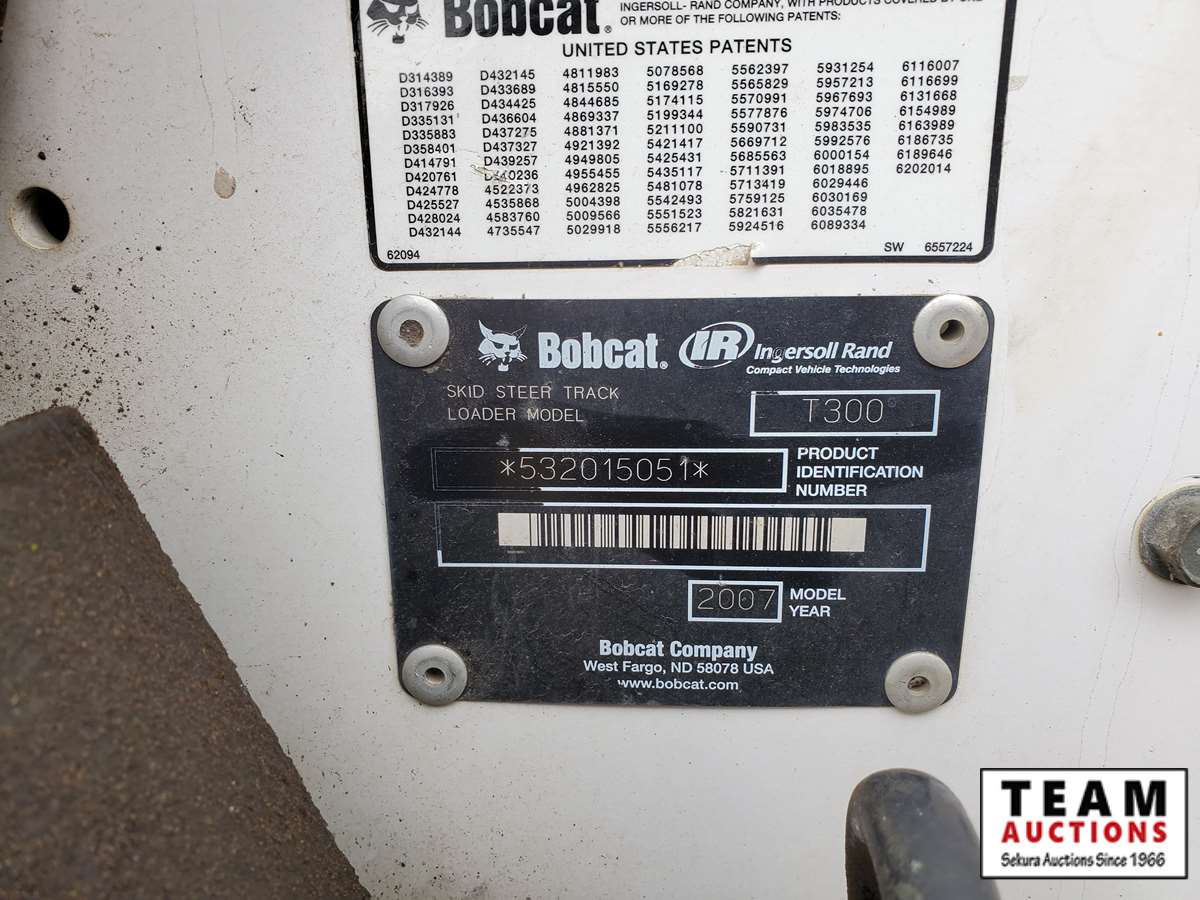 Bobcat.
INGERSOLL- RAND COMPANY, WITH PRODUCTS COVERED BY ONE
OR MORE OF THE FOLLOWING PATENTS:
UNITED STATES PATENTS
D314389 D432145 4811983 5078568 5562397 5931254 6116007
D316393 D433689 4815550 5169278 5565829 5957213 6116699
D317926 D434425 4844685 5174115 5570991 5967693 6131668
D335131 D436604 4869337 5199344 5577876 5974706 6154989
D335883 D437275 4881371 5211100 5590731 5983535 6163989
D358401 D437327 4921392 5421417 5669712 5992576 6186735
D414791 D439257 4949805 5425431 5685563 6000154 6189646
D420761 D440236 4955455 5435117 5711391 6018895 6202014
D424778 4522373 4962825 5481078 5713419 6029446
D425527 4535868 5004398 5542493 5759125 6030169
D428024 4583760 5009566 5551523 5821631 6035478
D432144 4735547 5029918 5556217 5924516 6089334
62094 SW 6557224
Bobcat. IR Ingersoll Rand
Compact Vehicle Technologies
SKID STEER TRACK
LOADER MODEL T300
*532015051* PRODUCT
IDENTIFICATION
NUMBER
2007 MODEL
YEAR
Bobcat Company
West Fargo, ND 58078 USA
www.bobcat.com
TEAM
AUCTIONS
Sekura Auctions Since 1966